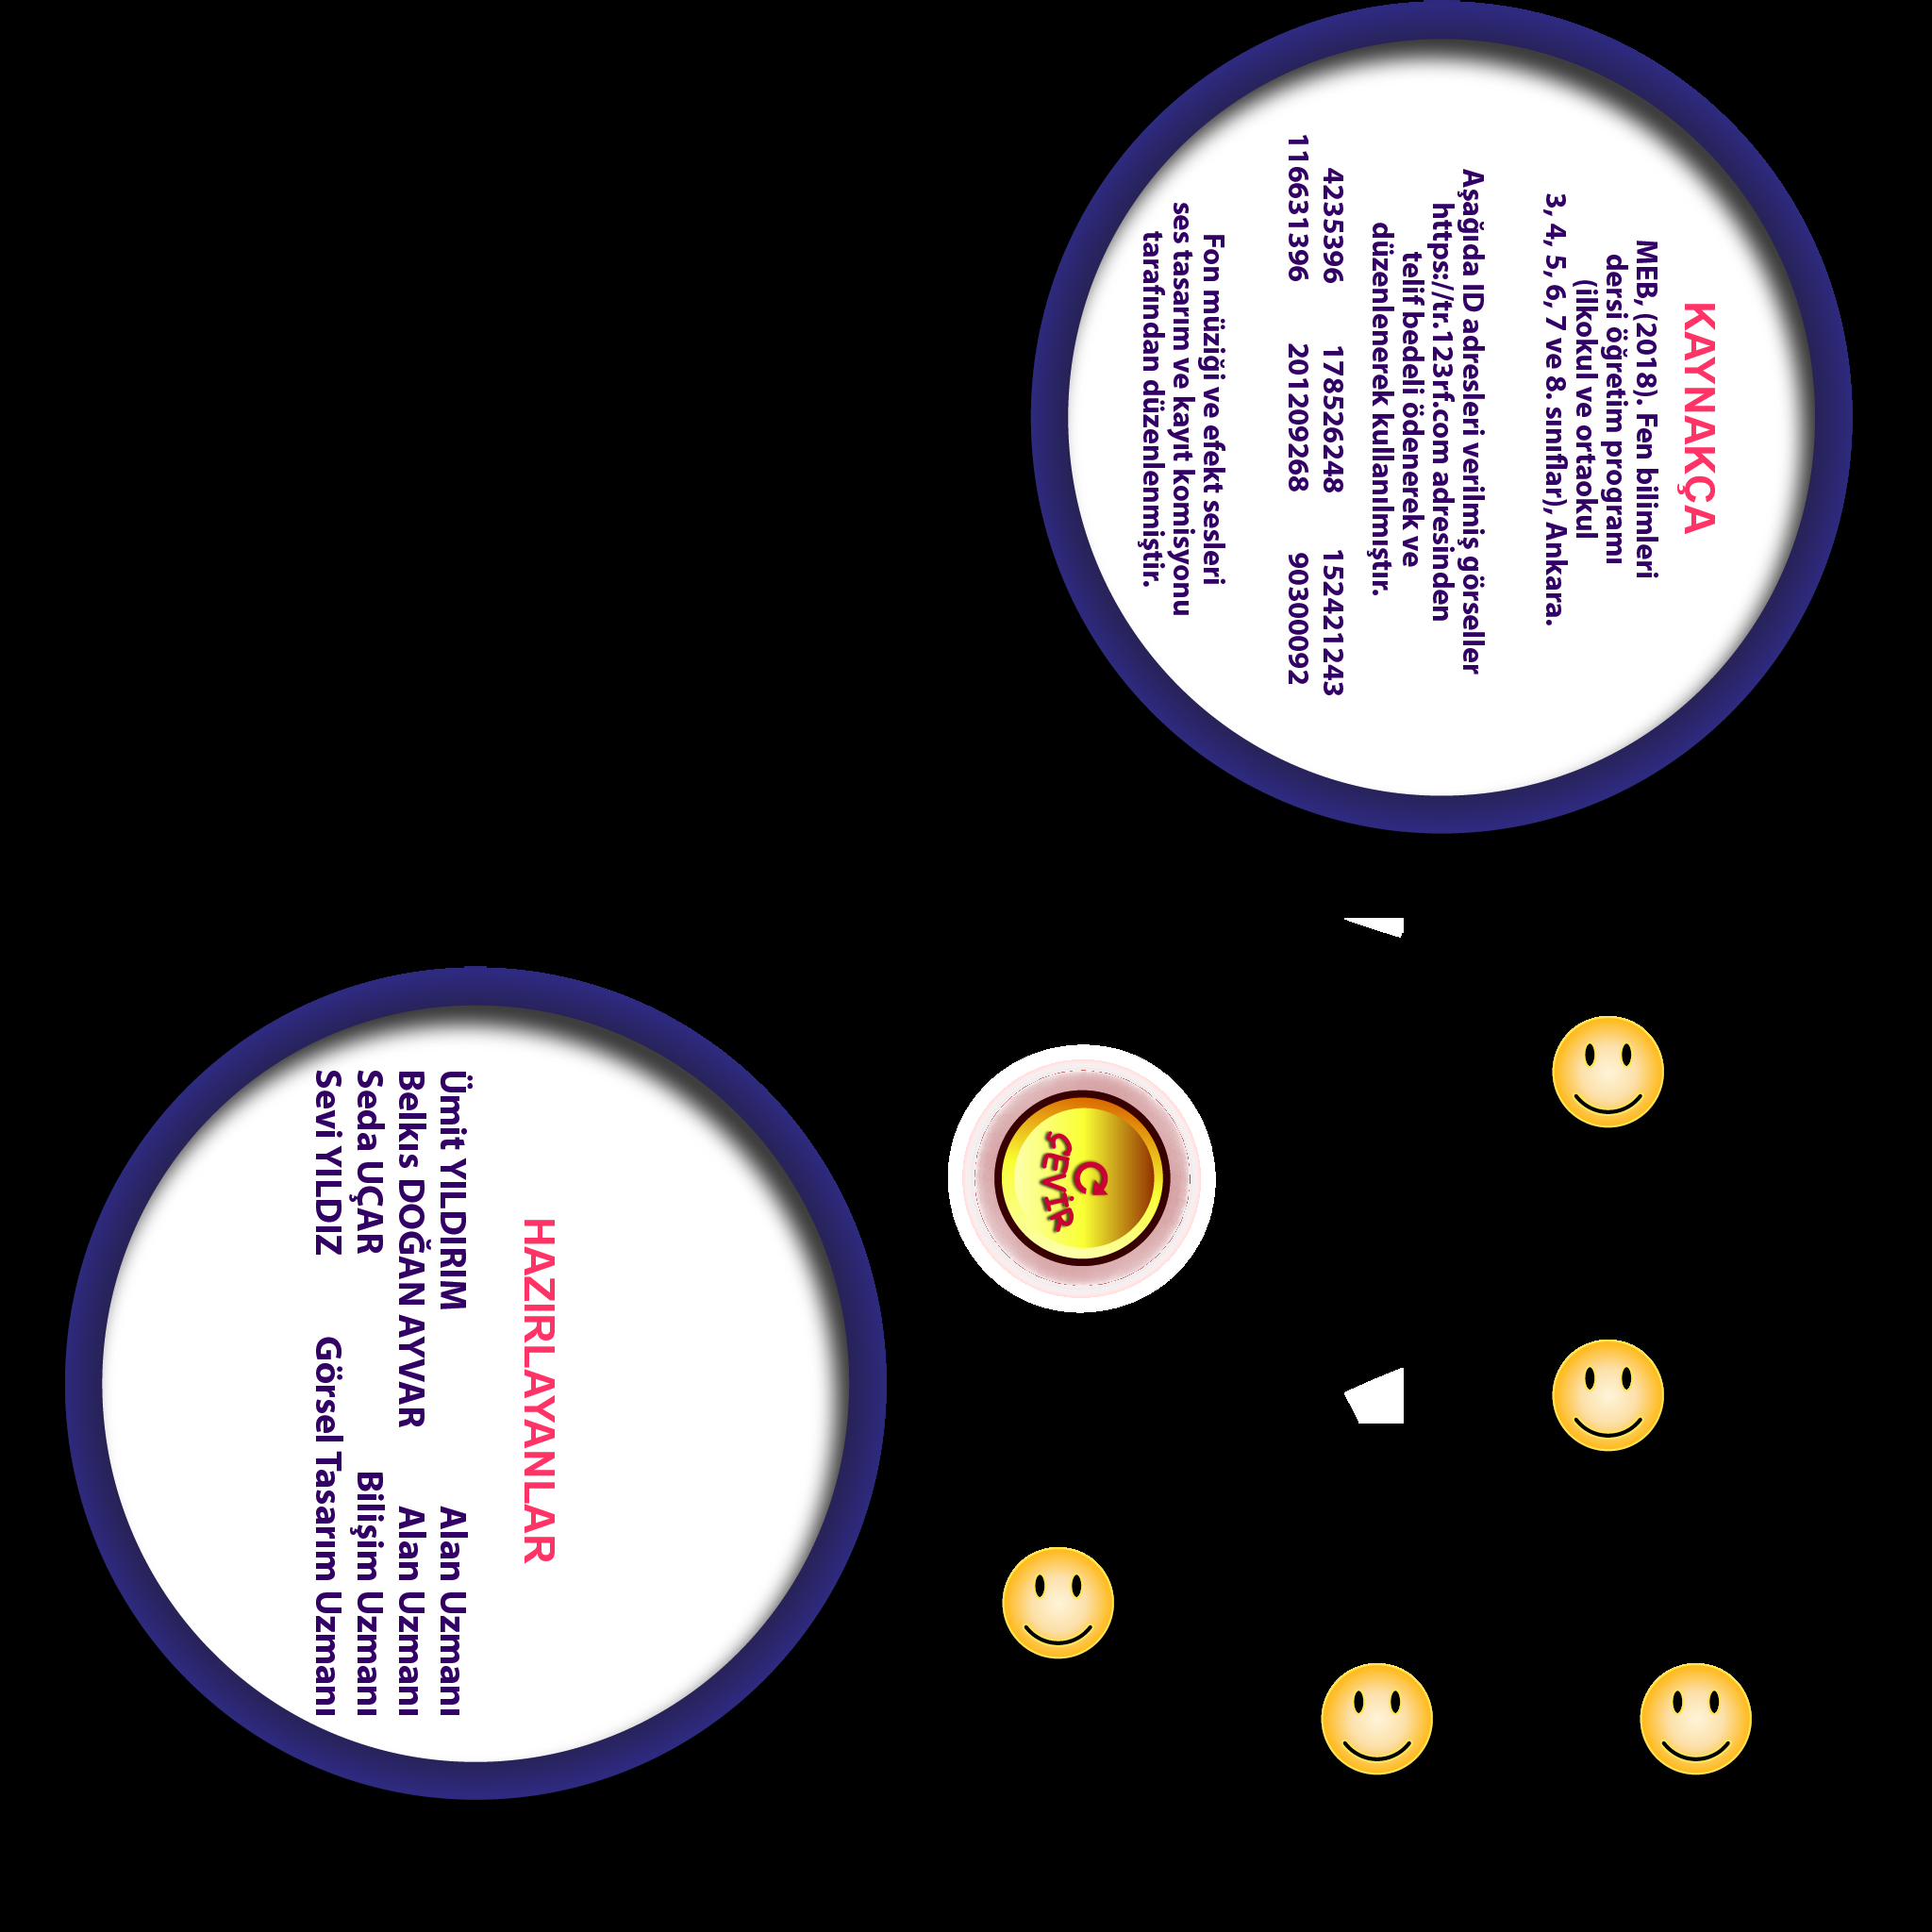 KAYNAKÇA
MEB, (2018). Fen bilimleri
dersi öğretim programı
(ilkokul ve ortaokul
3, 4, 5, 6, 7 ve 8. sınıflar), Ankara.
Aşağıda ID adresleri verilmiş görseller
https://tr.123rf.com adresinden
telif bedeli ödenerek ve
düzenlenerek kullanılmıştır.
4235396 178526248 152421243
116631396 201209268 90300092
Fon müziği ve efekt sesleri
ses tasarım ve kayıt komisyonu
tarafından düzenlenmiştir.
HAZIRLAYANLAR
Ümit YILDIRIM Alan Uzmanı
Belkıs DOĞAN AYVAR Alan Uzmanı
Seda UÇAR Bilişim Uzmanı
Sevi YILDIZ Görsel Tasarım Uzmanı
ÇEVİR